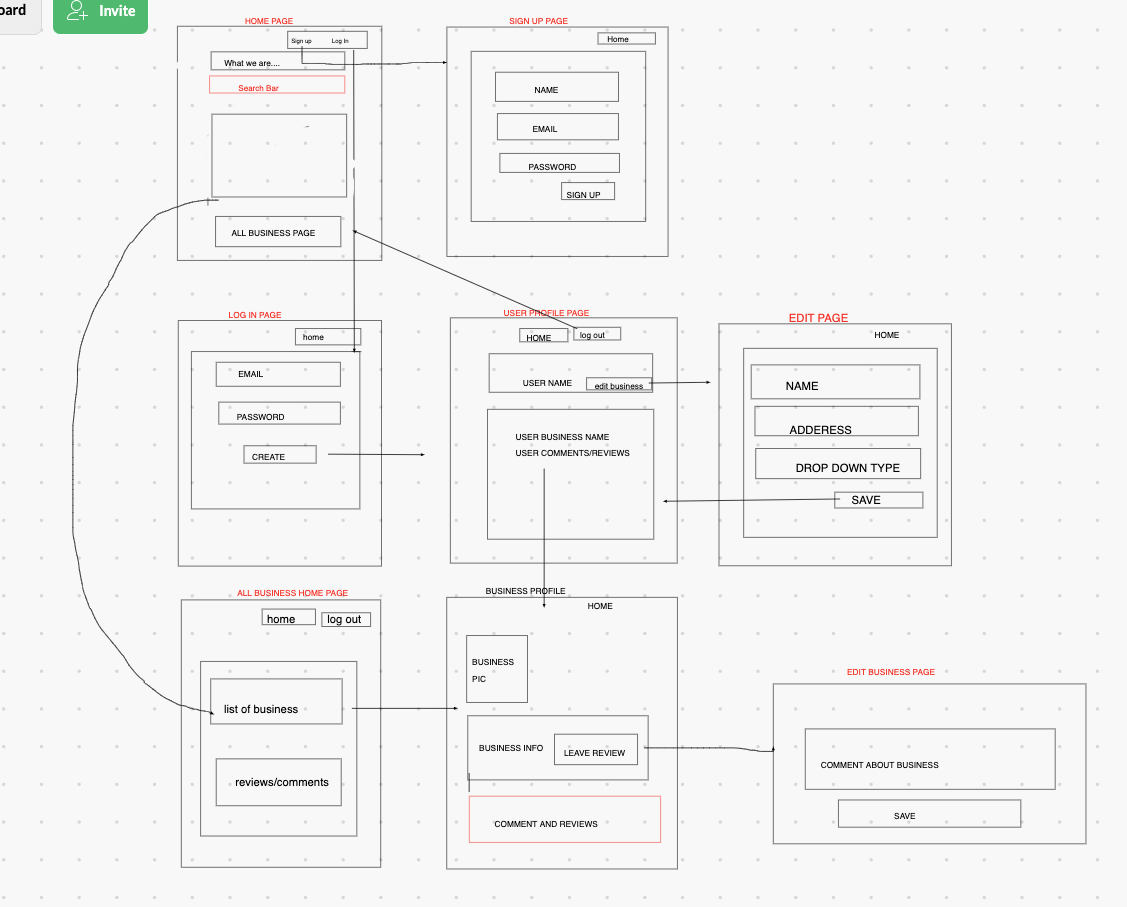 oard
Invite
HOME PAGE
Sign up
Log In
What we are....
Search Bar
ALL BUSINESS PAGE
SIGN UP PAGE
Home
NAME
EMAIL
PASSWORD
SIGN UP
LOG IN PAGE
home
EMAIL
PASSWORD
CREATE
USER PROFILE PAGE
HOME
log out
USER NAME
edit business
USER BUSINESS NAME
USER COMMENTS/REVIEWS
EDIT PAGE
HOME
NAME
ADDERESS
DROP DOWN TYPE
SAVE
ALL BUSINESS HOME PAGE
home
log out
list of business
reviews/comments
BUSINESS PROFILE
HOME
BUSINESS
PIC
BUSINESS INFO
LEAVE REVIEW
COMMENT AND REVIEWS
EDIT BUSINESS PAGE
COMMENT ABOUT BUSINESS
SAVE